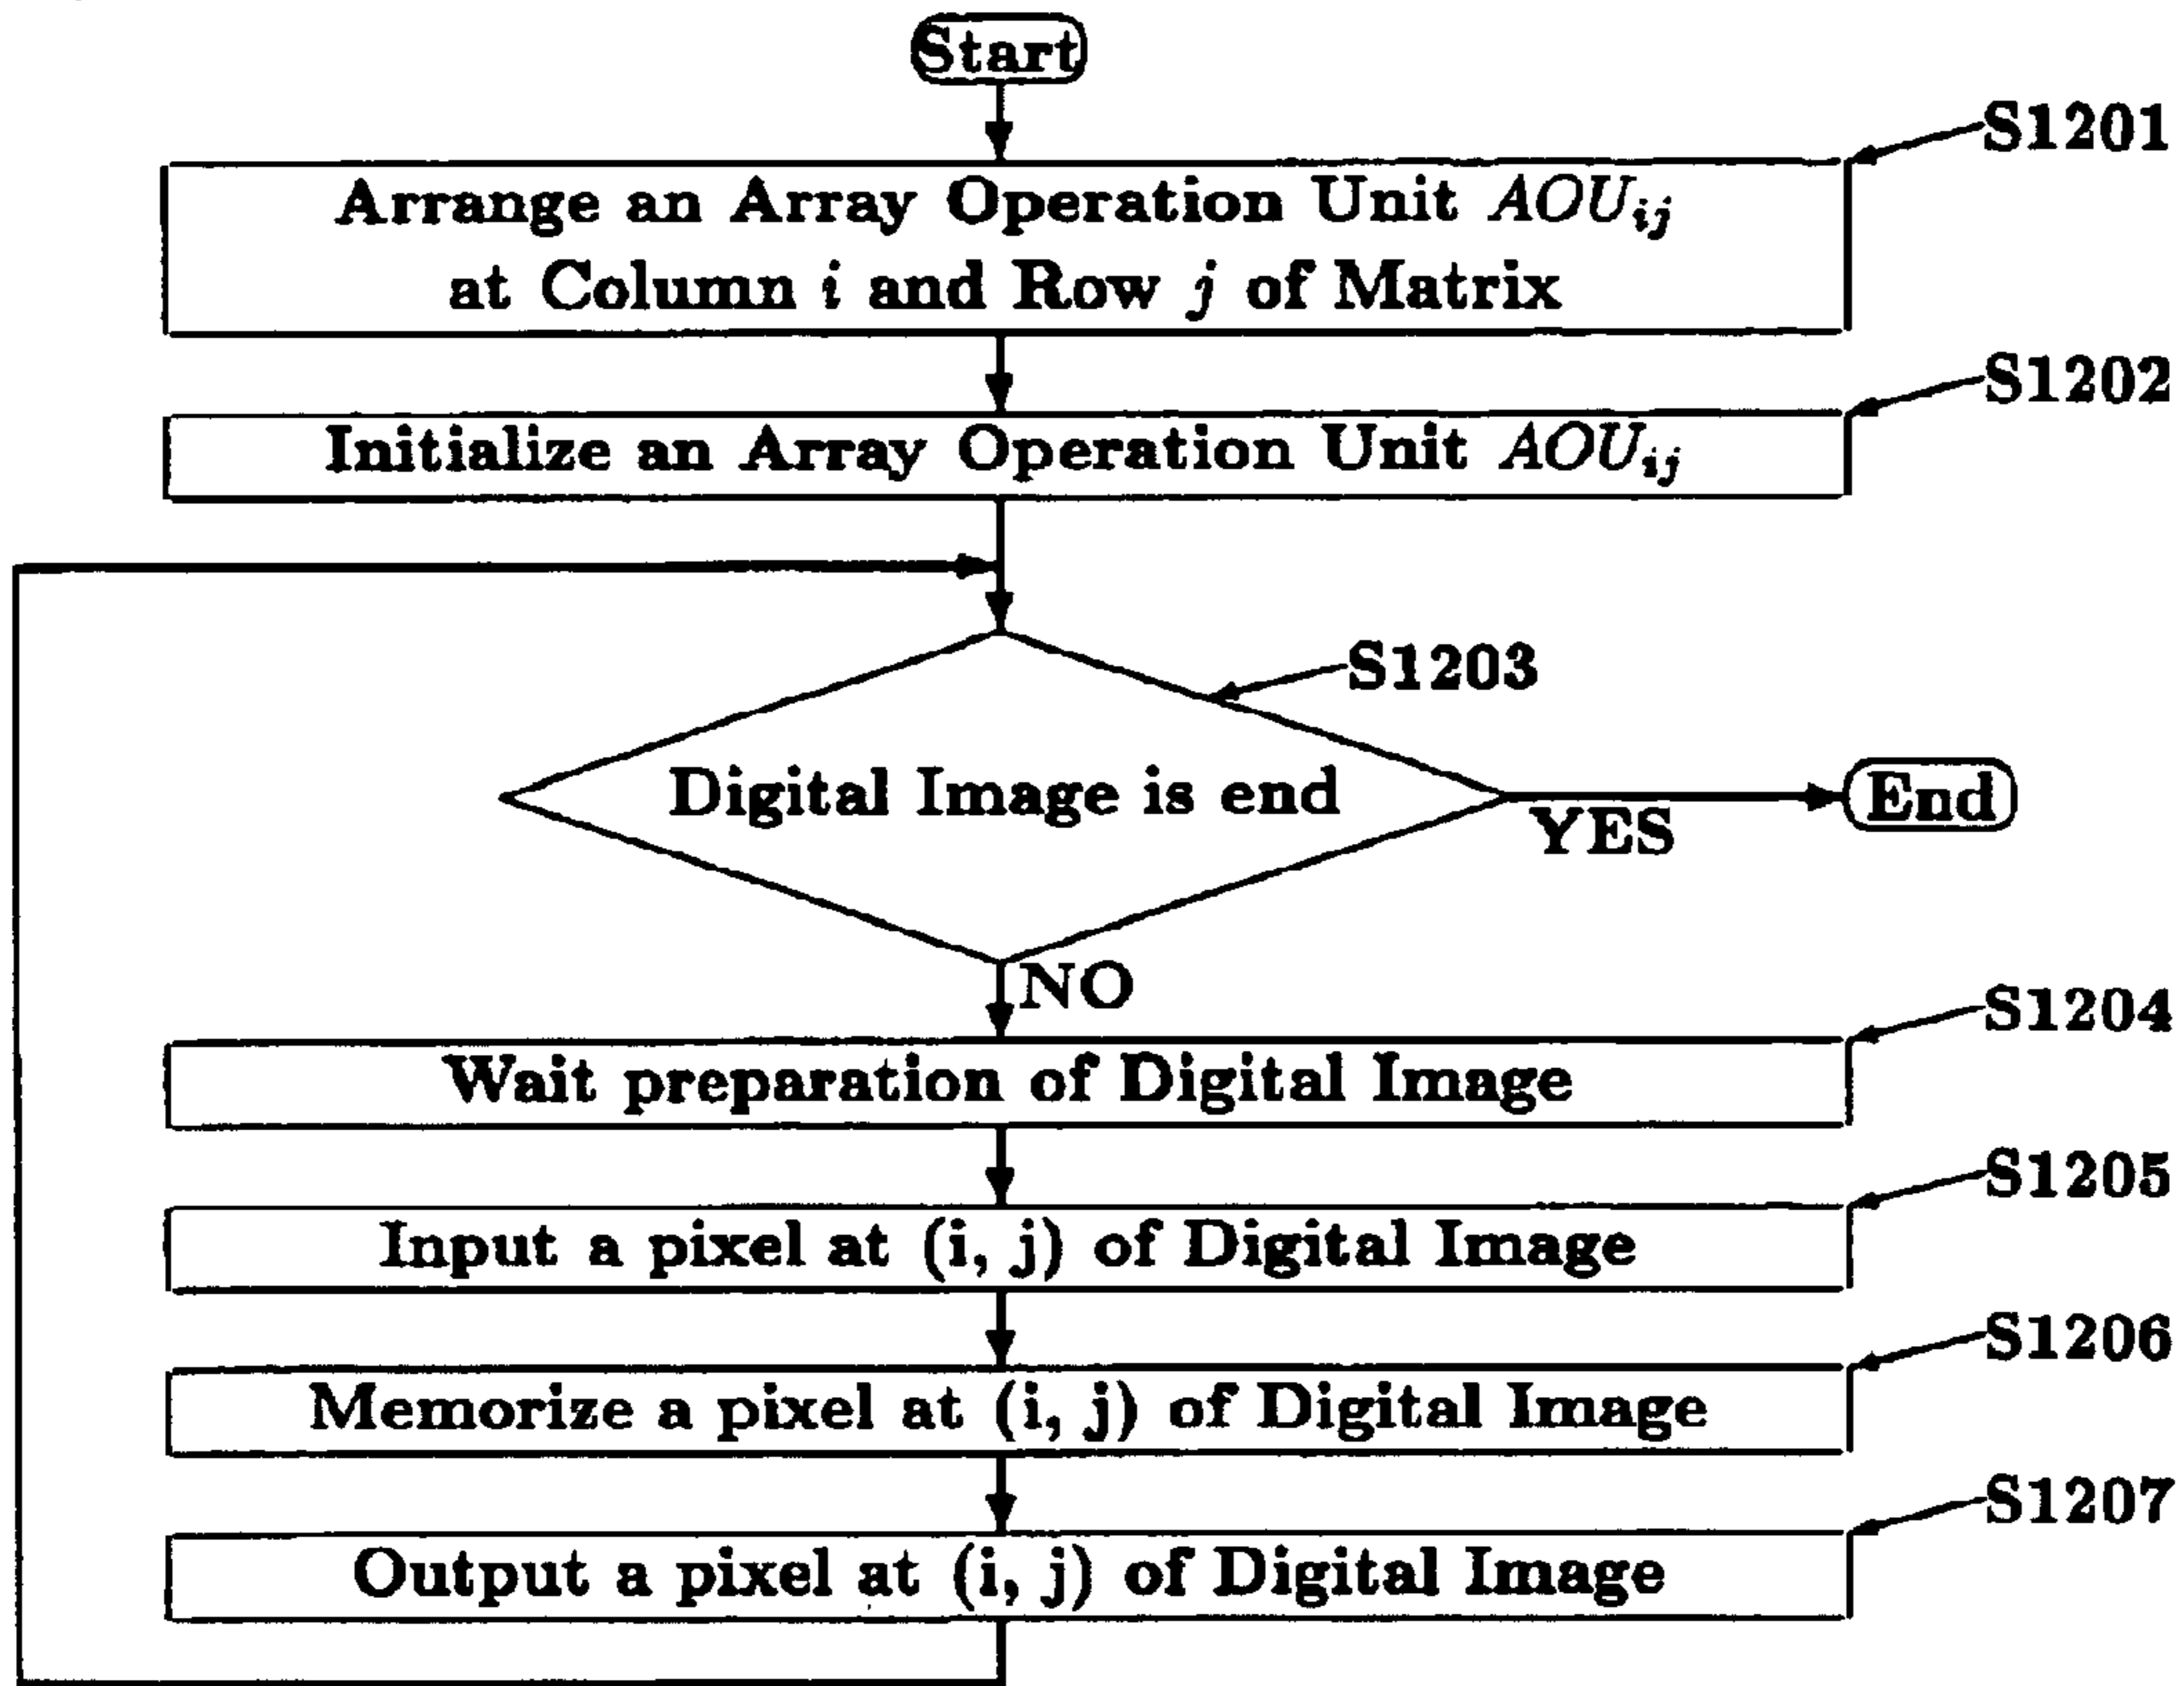 Start
S1201
Arrange an Array Operation Unit AOUij
at Column i and Row j of Matrix
S1202
Initialize an Array Operation Unit AOUij
S1203
Digital Image is end
YES
End
NO
S1204
Wait preparation of Digital Image
S1205
Input a pixel at (i, j) of Digital Image
S1206
Memorize a pixel at (i, j) of Digital Image
S1207
Output a pixel at (i, j) of Digital Image